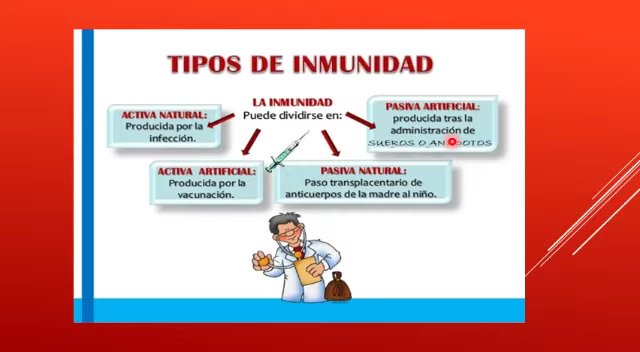 TIPOS DE INMUNIDAD
LA INMUNIDAD
Puede dividirse en:
ACTIVA NATURAL:
Producida por la
infección.
PASIVA ARTIFICIAL:
producida tras la
administración de
SUEROS O
ACTIVA ARTIFICIAL:
Producida por la
vacunación.
PASIVA NATURAL:
Paso transplacentario de
anticuerpos de la madre al niño.